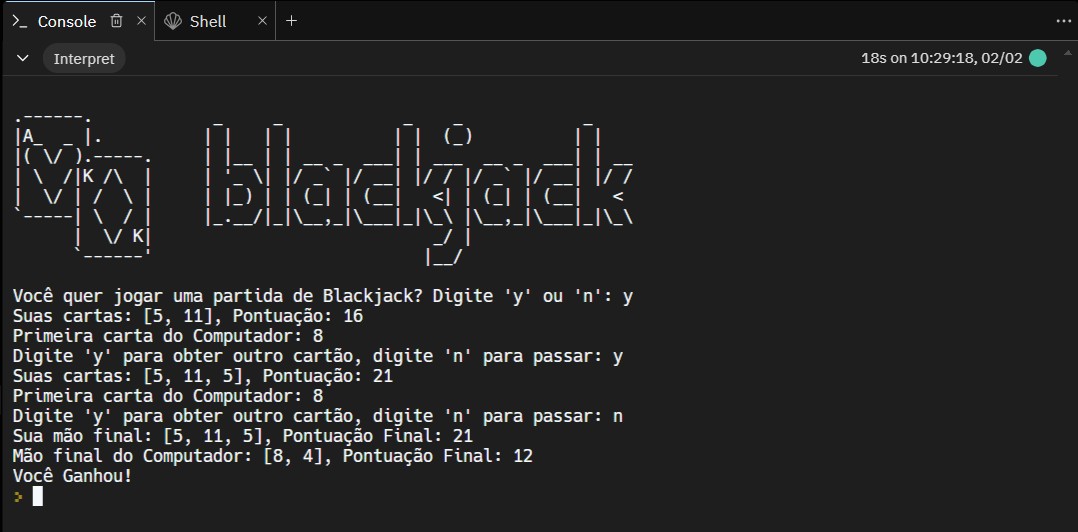 Console
Shell
Interpret
18s on 10:29:18, 02/02
.------.            _     _            _    _            _
|A_  _ |.          | |   | |          | |  (_)          | |
|( \/ ).-----.     | |__ | | __ _  ___| | ___  __ _  ___| | __
| \  /|K /\  |     | '_ \| |/ _` |/ __| |/ / |/ _` |/ __| |/ /
|  \/ | /  \ |     | |_) | | (_| | (__|   <| | (_| | (__|   <
`-----| \  / |     |_.__/|_|\__,_|\___|_|\_\ |\__,_|\___|_|\_\
      |  \/ K|                            _/ |
      `------'                           |__/
Você quer jogar uma partida de Blackjack? Digite 'y' ou 'n': y
Suas cartas: [5, 11], Pontuação: 16
Primeira carta do Computador: 8
Digite 'y' para obter outro cartão, digite 'n' para passar: y
Suas cartas: [5, 11, 5], Pontuação: 21
Primeira carta do Computador: 8
Digite 'y' para obter outro cartão, digite 'n' para passar: n
Sua mão final: [5, 11, 5], Pontuação Final: 21
Mão final do Computador: [8, 4], Pontuação Final: 12
Você Ganhou!